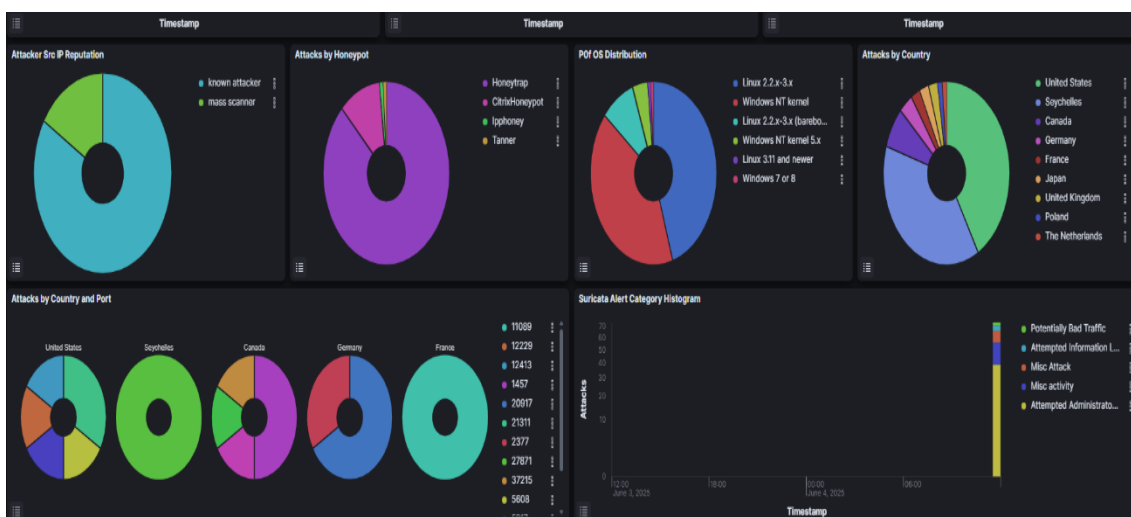 Timestamp
Timestamp
Timestamp
Attacker Src IP Reputation
known attacker
mass scanner
Attacks by Honeypot
Honeytrap
CitrixHoneypot
Ipphoney
Tanner
P0f OS Distribution
Linux 2.2.x-3.x
Windows NT kernel
Linux 2.2.x-3.x (barebo...
Windows NT kernel 5.x
Linux 3.11 and newer
Windows 7 or 8
Attacks by Country
United States
Seychelles
Canada
Germany
France
Japan
United Kingdom
Poland
The Netherlands
Attacks by Country and Port
United States
Seychelles
Canada
Germany
France
11089
12229
12413
1457
20917
21311
2377
27871
37215
5608
Suricata Alert Category Histogram
Attacks
70
60
50
40
30
20
10
0
12:00
June 3, 2025
18:00
00:00
June 4, 2025
06:00
Timestamp
Potentially Bad Traffic
Attempted Information L...
Misc Attack
Misc activity
Attempted Administrato...